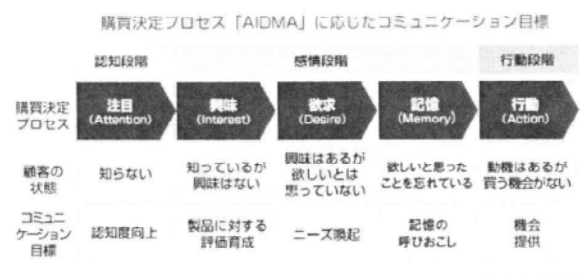 購買決定プロセス「AIDMA」に応じたコミュニケーション目標
認知段階
感情段階
行動段階
購買決定
プロセス
注目
(Attention)
興味
(Interest)
欲求
(Desire)
記憶
(Memory)
行動
(Action)
顧客の
状態
知らない
知っているが
興味はない
興味はあるが
欲しいとは
思っていない
欲しいと思った
ことを忘れている
動機はあるが
買う機会がない
コミュニ
ケーション
目標
認知度向上
製品に対する
評価育成
ニーズ喚起
記憶の
呼びおこし
機会
提供